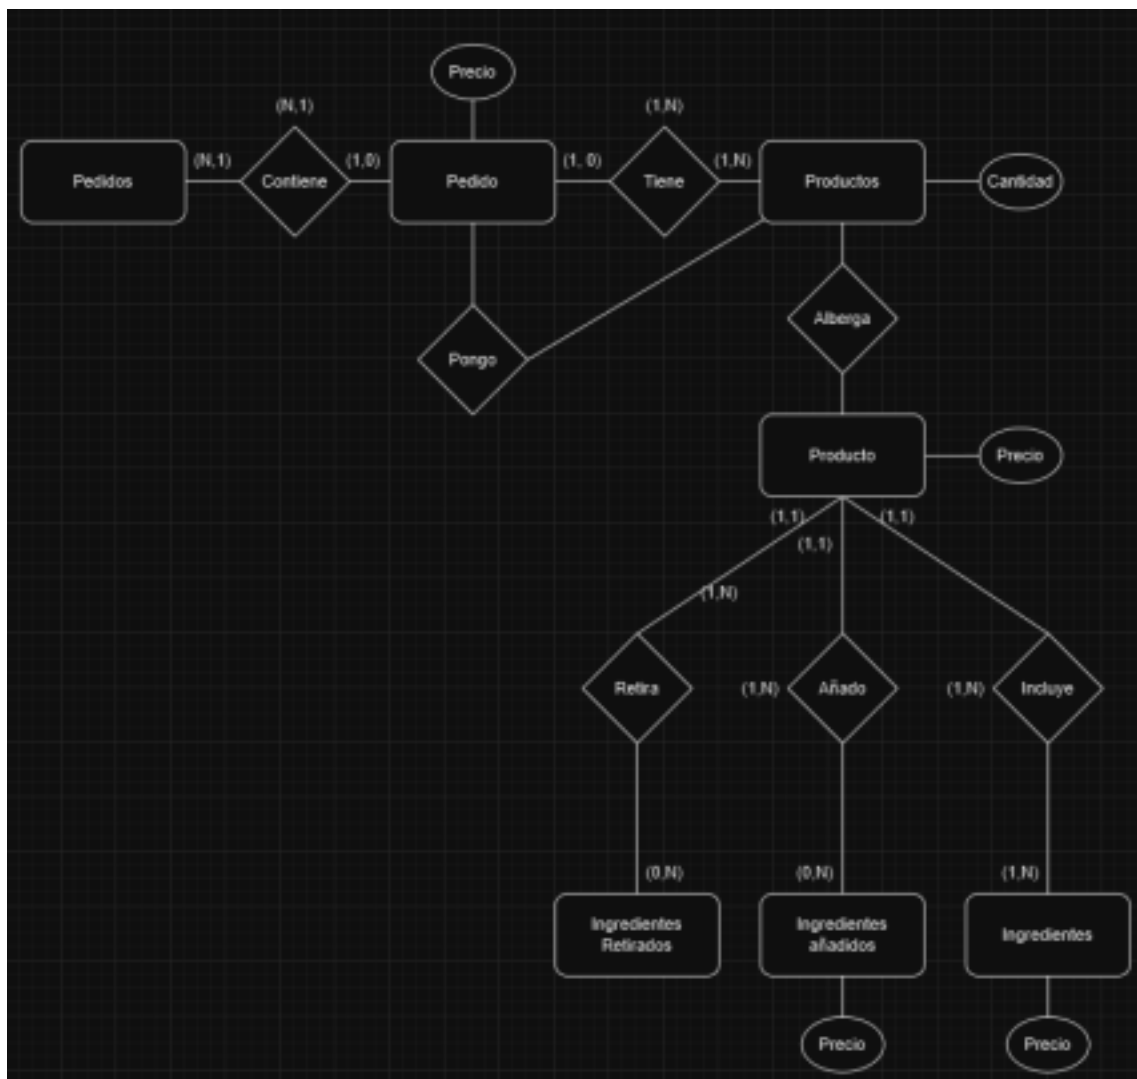 Precio
(N,1)
(1,N)
Pedidos
(N,1)
Contiene
(1,0)
Pedido
(1, 0)
Tiene
(1,N)
Productos
Cantidad
Alberga
Pongo
Producto
Precio
(1,1)
(1,1)
(1,1)
(1,N)
Retira
(1,N)
Añado
(1,N)
Incluye
(0,N)
(0,N)
(1,N)
Ingredientes
Retirados
Ingredientes
añadidos
Ingredientes
Precio
Precio